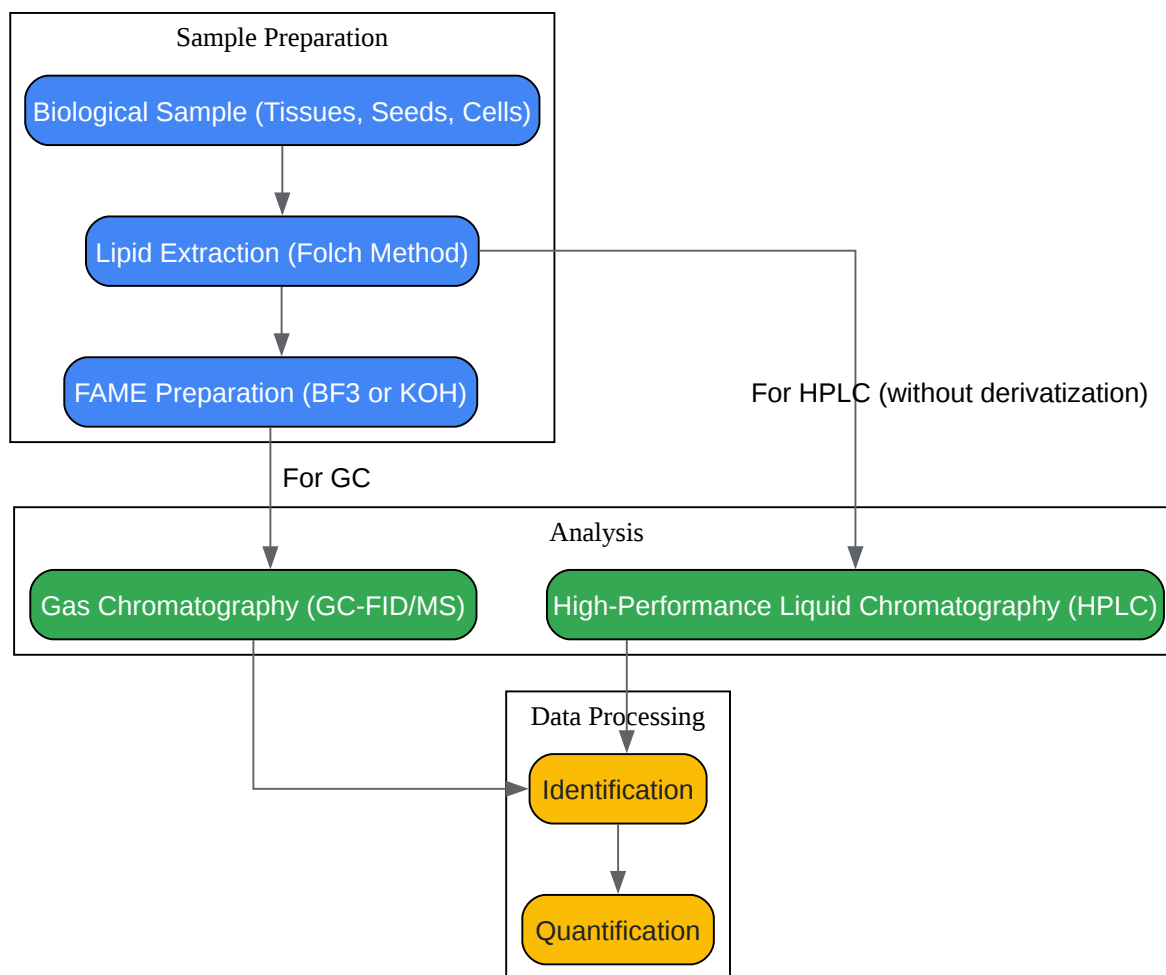 Sample Preparation
Biological Sample (Tissues, Seeds, Cells)
Lipid Extraction (Folch Method)
FAME Preparation (BF3 or KOH)
For HPLC (without derivatization)
For GC
Analysis
Gas Chromatography (GC-FID/MS)
High-Performance Liquid Chromatography (HPLC)
Data Processing
Identification
Quantification